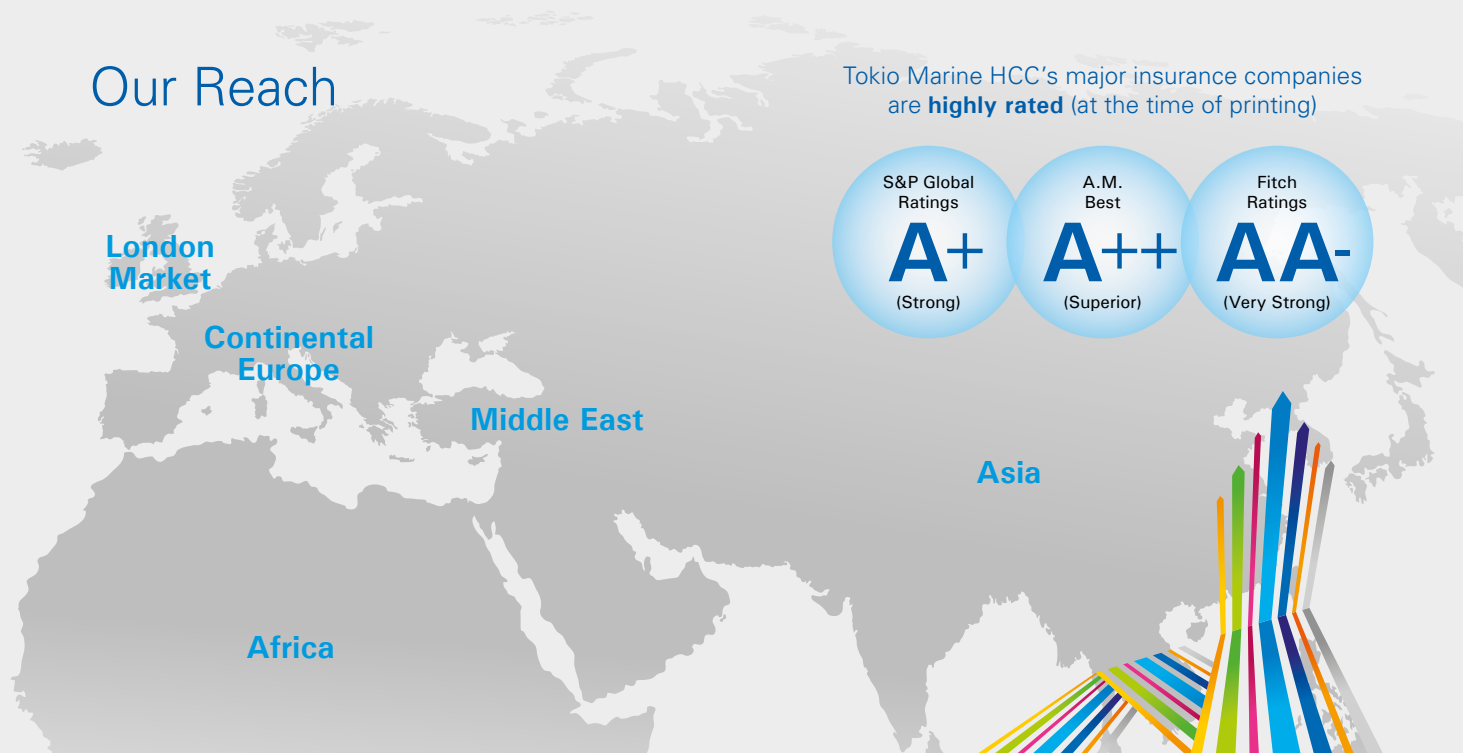 Our Reach
Tokio Marine HCC's major insurance companies
are highly rated (at the time of printing)
S&P Global
Ratings
A+
(Strong)
A.M.
Best
A++
(Superior)
Fitch
Ratings
AA-
(Very Strong)
London
Market
Continental
Europe
Middle East
Asia
Africa